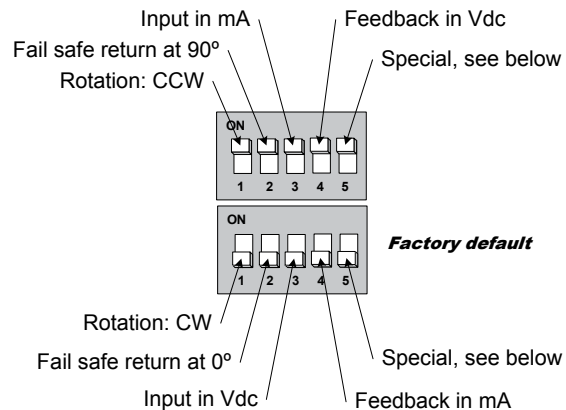 Input in mA
Feedback in Vdc
Fail safe return at 90º
Special, see below
Rotation: CCW
ON
1 2 3 4 5
ON
Factory default
1 2 3 4 5
Rotation: CW
Fail safe return at 0º
Special, see below
Input in Vdc
Feedback in mA